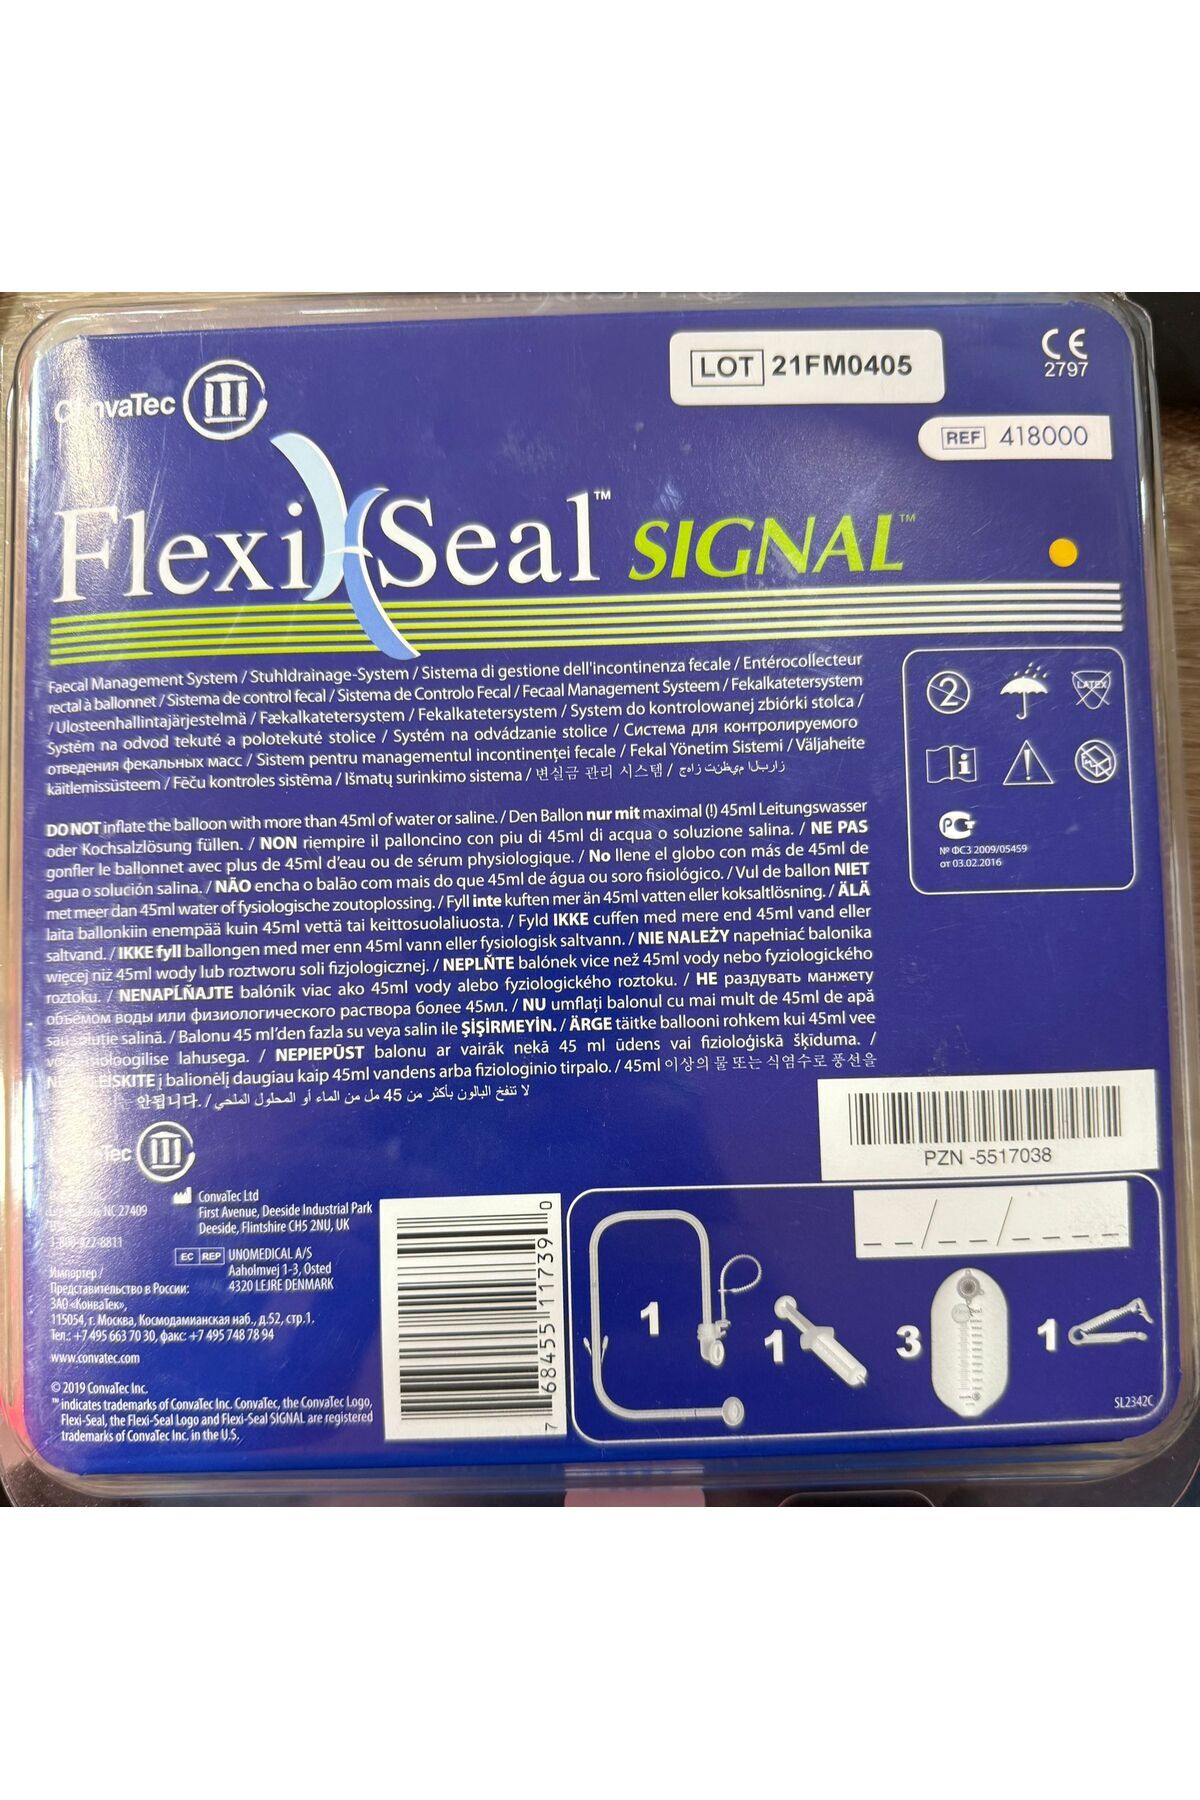 ConvaTec
LOT 21FM0405
CE
2797
REF 418000
Flexi Seal™ SIGNAL™
Faecal Management System / Stuhldrainage-System / Sistema di gestione dell'incontinenza fecale / Entérocollecteur
rectal à ballonnet / Sistema de control fecal / Sistema de Controlo Fecal / Fecaal Management Systeem / Fekalkatetersystem
/ Ulosteenhallintajärjestelmä / Fækalkatetersystem / Fekalkatetersystem / System do kontrolowanej zbiórki stolca /
Systém na odvod tekuté a polotekuté stolice / Systém na odvádzanie stolice / Система для контролируемого
отведения фекальных масс / Sistem pentru managementul incontinenței fecale / Fekal Yönetim Sistemi / Väljaheite
käitlemissüsteem / Fēču kontroles sistēma / Išmatų surinkimo sistema / 변실금 관리 시스템 /
2
LATEX
i
РСТ
№ ФСЗ 2009/05459
от 03.02.2016
DO NOT inflate the balloon with more than 45ml of water or saline. / Den Ballon nur mit maximal (!) 45ml Leitungswasser
oder Kochsalzlösung füllen. / NON riempire il palloncino con piu di 45ml di acqua o soluzione salina. / NE PAS
gonfler le ballonnet avec plus de 45ml d'eau ou de sérum physiologique. / No llene el globo con más de 45ml de
agua o solución salina. / NÃO encha o balão com mais do que 45ml de água ou soro fisiológico. / Vul de ballon NIET
met meer dan 45ml water of fysiologische zoutoplossing. / Fyll inte kuften mer än 45ml vatten eller koksaltlösning. / ÄLÄ
laita ballonkiin enempää kuin 45ml vettä tai keittosuolaliuosta. / Fyld IKKE cuffen med mere end 45ml vand eller
saltvand. / IKKE fyll ballongen med mer enn 45ml vann eller fysiologisk saltvann. / NIE NALEŻY napełniać balonika
więcej niż 45ml wody lub roztworu soli fizjologicznej. / NEPLŇTE balónek vice než 45ml vody nebo fyziologického
roztoku. / NENAPĹŇAJTE balónik viac ako 45ml vody alebo fyziologického roztoku. / НЕ раздувать манжету
объемом воды или физиологического раствора более 45мл. / NU umflați balonul cu mai mult de 45ml de apă
sau soluție salină. / Balonu 45 ml'den fazla su veya salin ile ŞİŞİRMEYİN. / ÄRGE täitke ballooni rohkem kui 45ml vee
füsioloogilise lahusega. / NEPIEPŪST balonu ar vairāk nekā 45 ml ūdens vai fizioloģiskā šķīduma. /
į balionėlį daugiau kaip 45ml vandens arba fiziologinio tirpalo. / 45ml 이상의 물 또는 식염수로 풍선을
안됩니다. / لا تنفخ البالون بأكثر من 45 مل من الماء أو المحلول الملحي
PZN -5517038
NC 27409
1-800-422-8811
ConvaTec Ltd
First Avenue, Deeside Industrial Park
Deeside, Flintshire CH5 2NU, UK
EC REP UNOMEDICAL A/S
Aaholmvej 1-3, Osted
4320 LEJRE DENMARK
Импортер /
Представительство в России:
ЗАО «КонваТек»,
115054, г. Москва, Космодамианская наб., д.52, стр.1.
Тел.: +7 495 663 70 30, факс: +7 495 748 78 94
www.convatec.com
© 2019 ConvaTec Inc.
™ indicates trademarks of ConvaTec Inc. ConvaTec, the ConvaTec Logo,
Flexi-Seal, the Flexi-Seal Logo and Flexi-Seal SIGNAL are registered
trademarks of ConvaTec Inc. in the U.S.
7 68455 11739 0
1
1
3
1
SL2342C